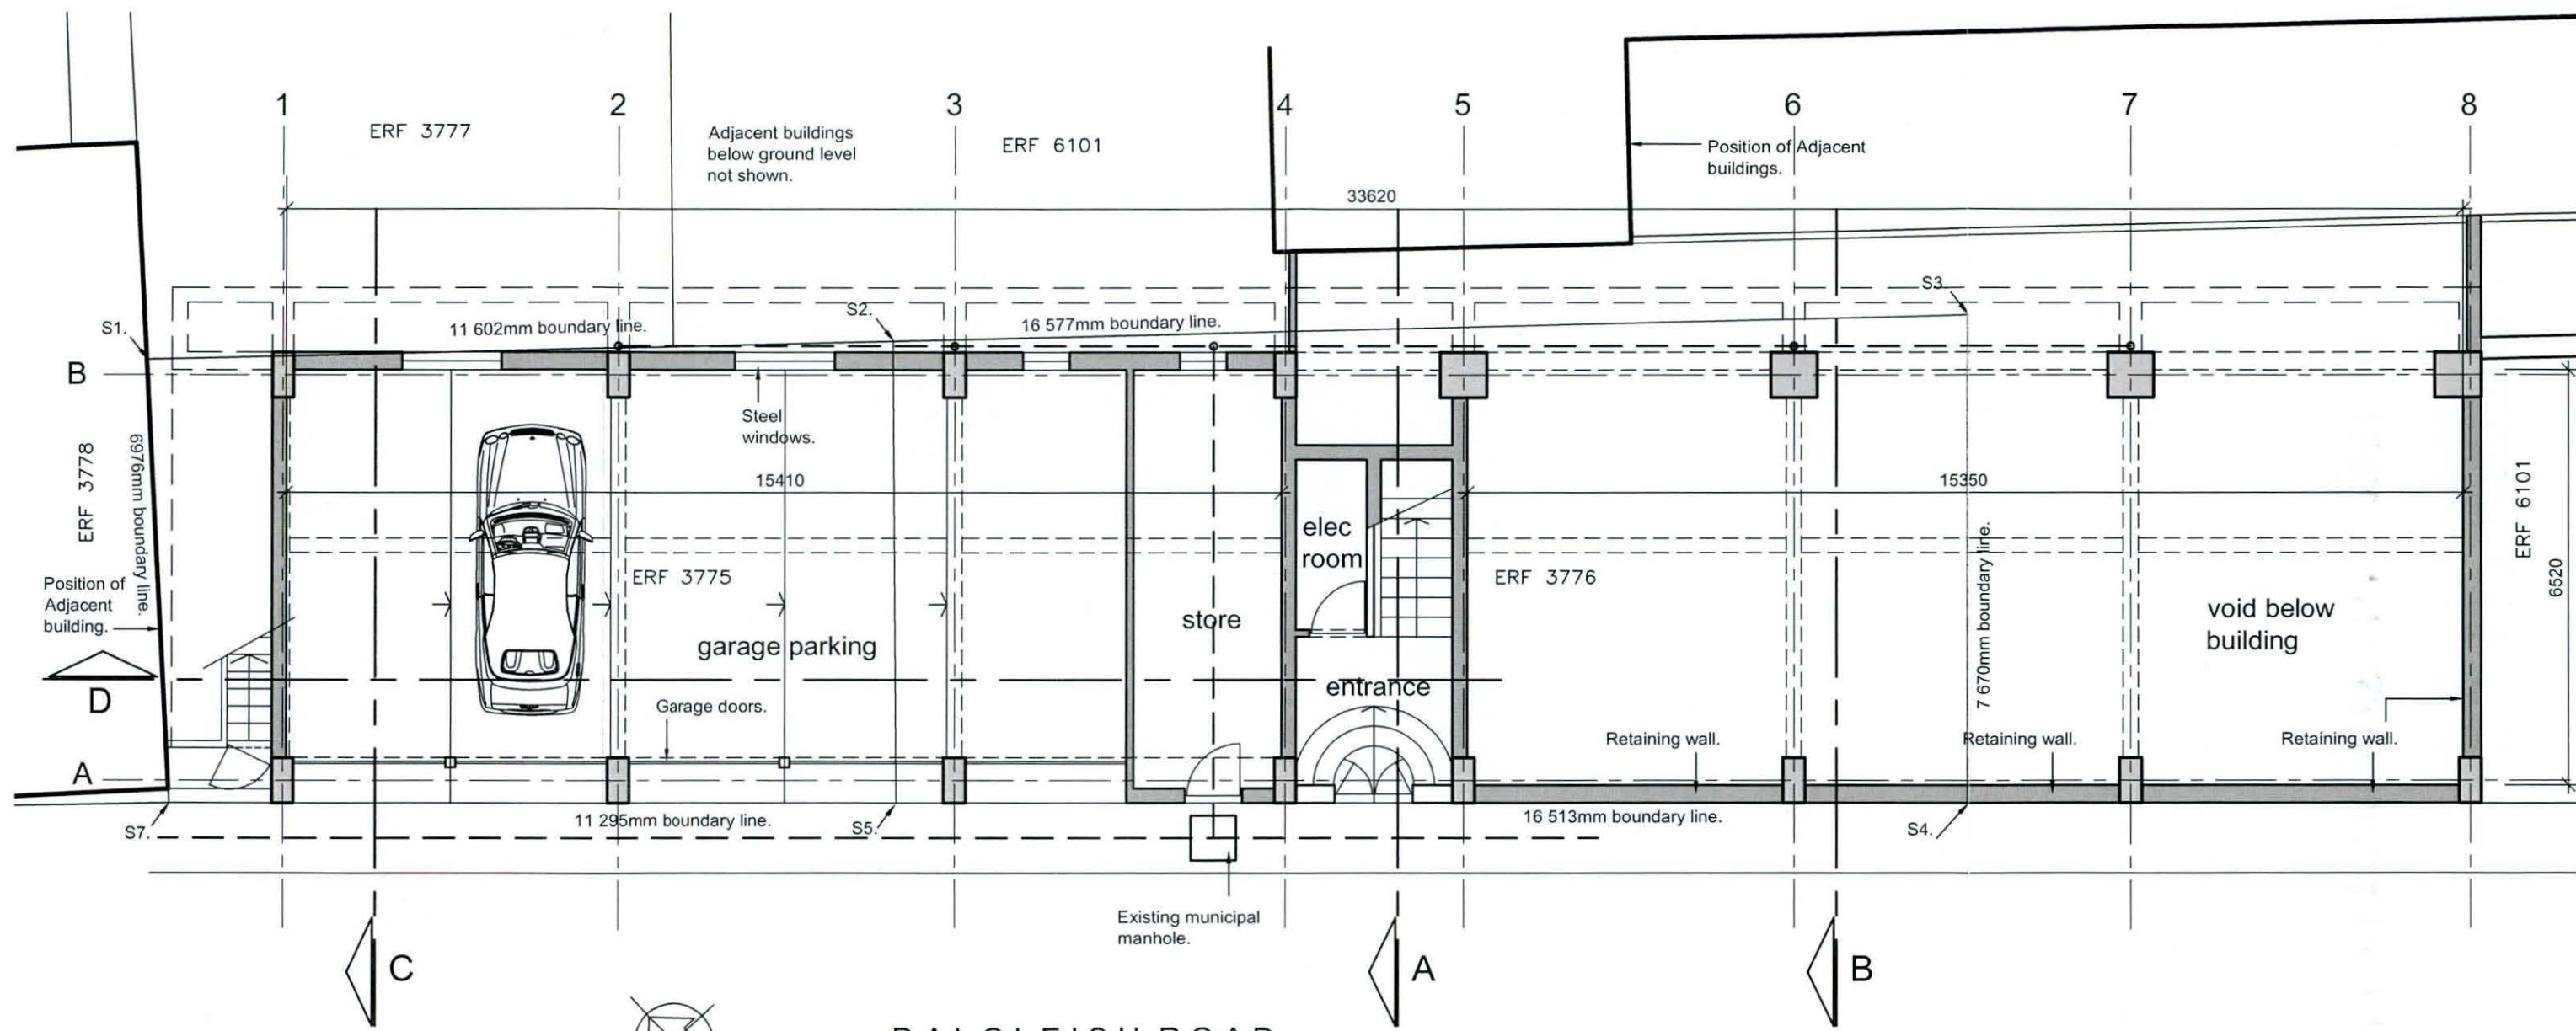 1
2
3
4
5
6
7
8
ERF 3777
Adjacent buildings
below ground level
not shown.
ERF 6101
Position of Adjacent
buildings.
33620
S1.
11 602mm boundary line.
S2.
16 577mm boundary line.
S3.
B
Steel
windows.
ERF 3778
6976mm boundary line.
15410
15350
elec
room
ERF 3775
ERF 3776
7 670mm boundary line.
ERF 6101
6520
Position of
Adjacent
building.
store
void below
building
garage parking
D
entrance
Garage doors.
Retaining wall.
Retaining wall.
Retaining wall.
A
S7.
11 295mm boundary line.
S5.
16 513mm boundary line.
S4.
Existing municipal
manhole.
C
A
B